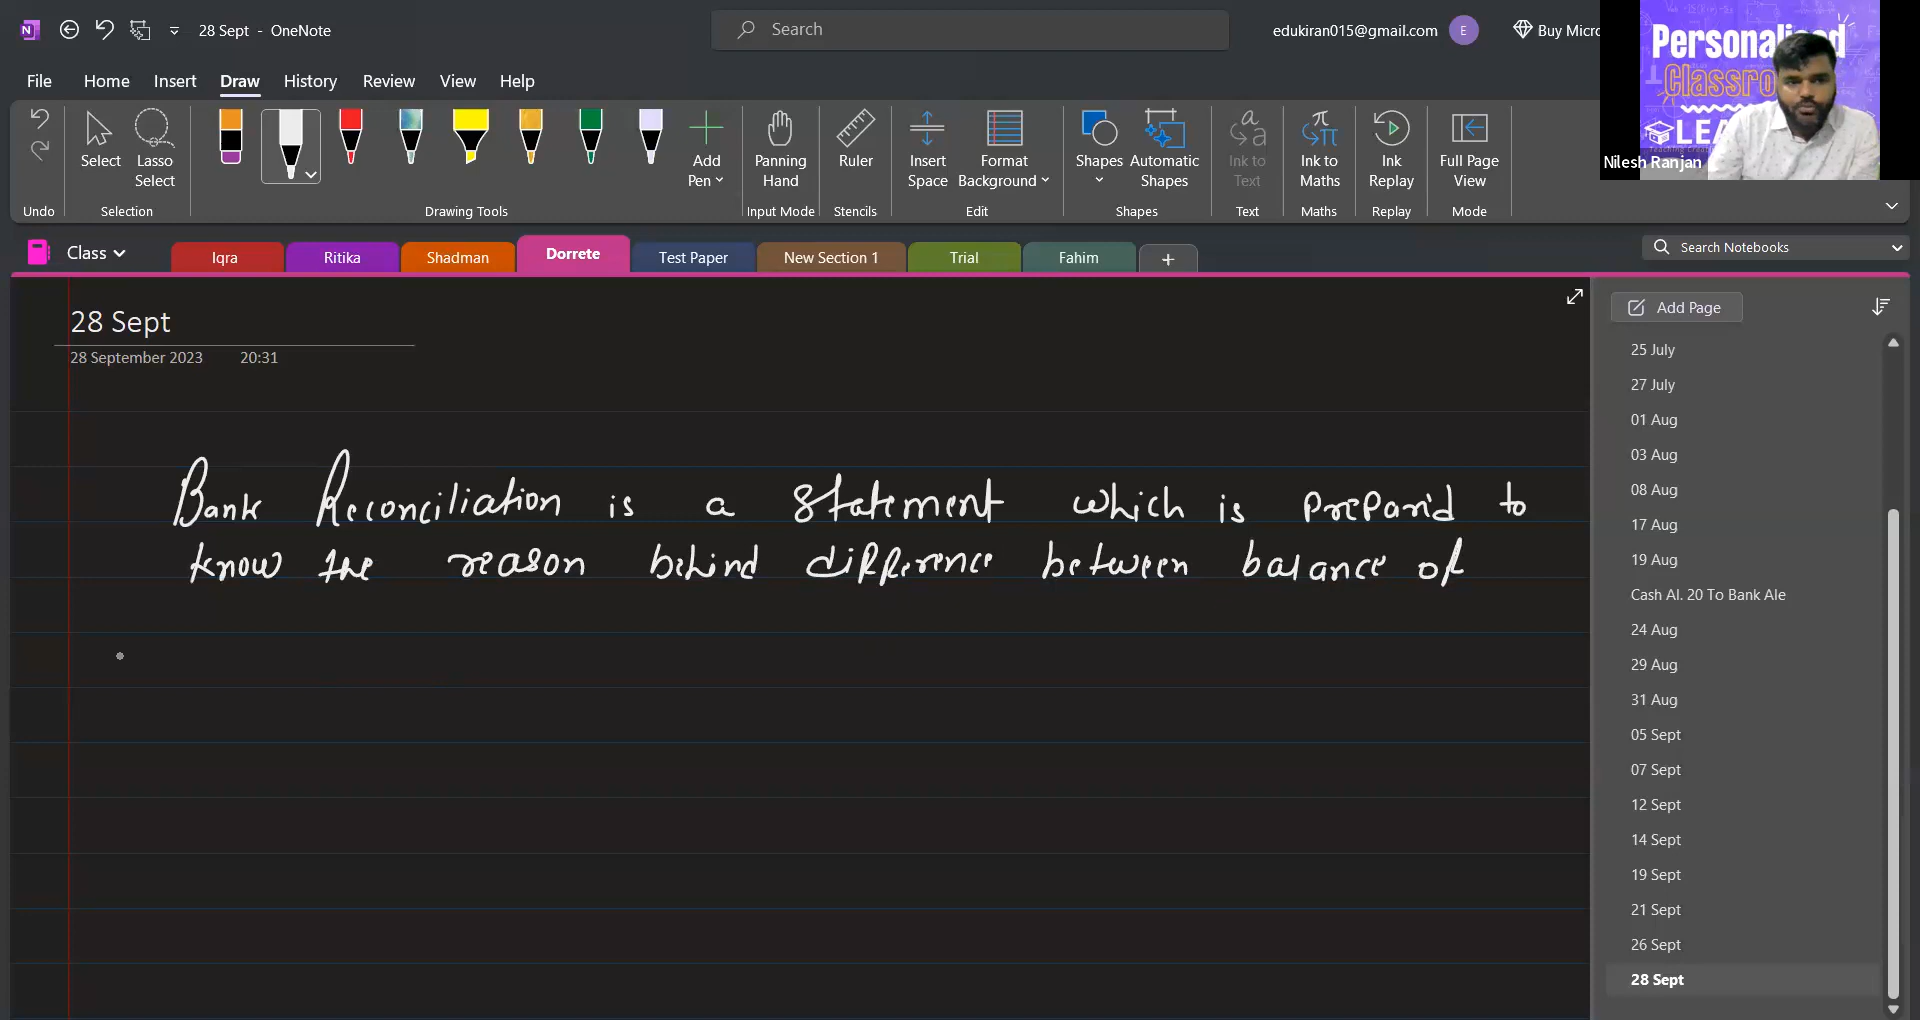 28 Sept - OneNote
Search
edukiran015@gmail.com
E
Buy Micro
Personalised
Classro
LEA
Nilesh Ranjan
File Home Insert Draw History Review View Help
Select
Lasso Select
Add Pen
Panning Hand
Ruler
Insert Space
Format Background
Shapes
Automatic Shapes
Ink to Text
Ink to Maths
Ink Replay
Full Page View
Undo Selection Drawing Tools Input Mode Stencils Edit Shapes Text Maths Replay Mode
Class
Iqra Ritika Shadman Dorrete Test Paper New Section 1 Trial Fahim +
Search Notebooks
28 Sept
28 September 2023 20:31
Bank Reconciliation is a statement which is prepared to
know the reason behind difference between balance of
Add Page
25 July
27 July
01 Aug
03 Aug
08 Aug
17 Aug
19 Aug
Cash Al. 20 To Bank Ale
24 Aug
29 Aug
31 Aug
05 Sept
07 Sept
12 Sept
14 Sept
19 Sept
21 Sept
26 Sept
28 Sept